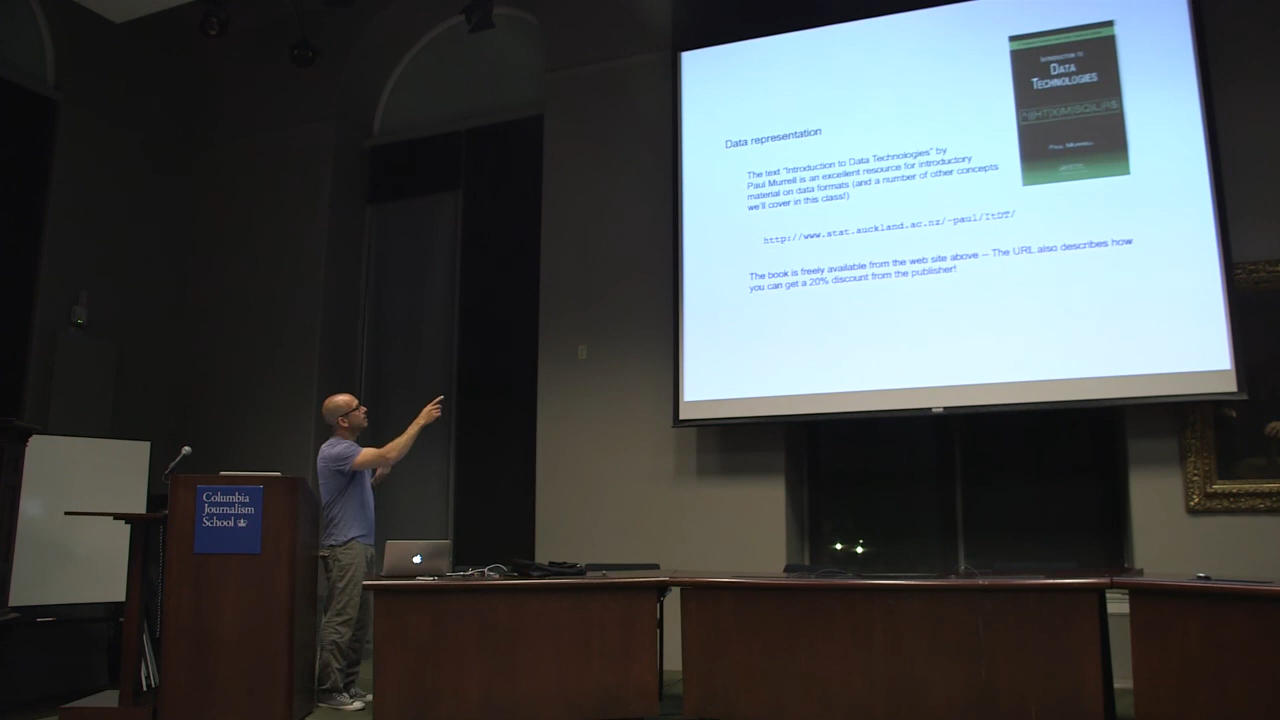 Data representation
The text "Introduction to Data Technologies" by
Paul Murrell is an excellent resource for introductory
material on data formats (and a number of other concepts
we'll cover in this class!)
http://www.stat.auckland.ac.nz/~paul/ItDT/
The book is freely available from the web site above -- The URL also describes how
you can get a 20% discount from the publisher!
INTRODUCTION TO
DATA
TECHNOLOGIES
PAUL MURRELL
Columbia
Journalism
School